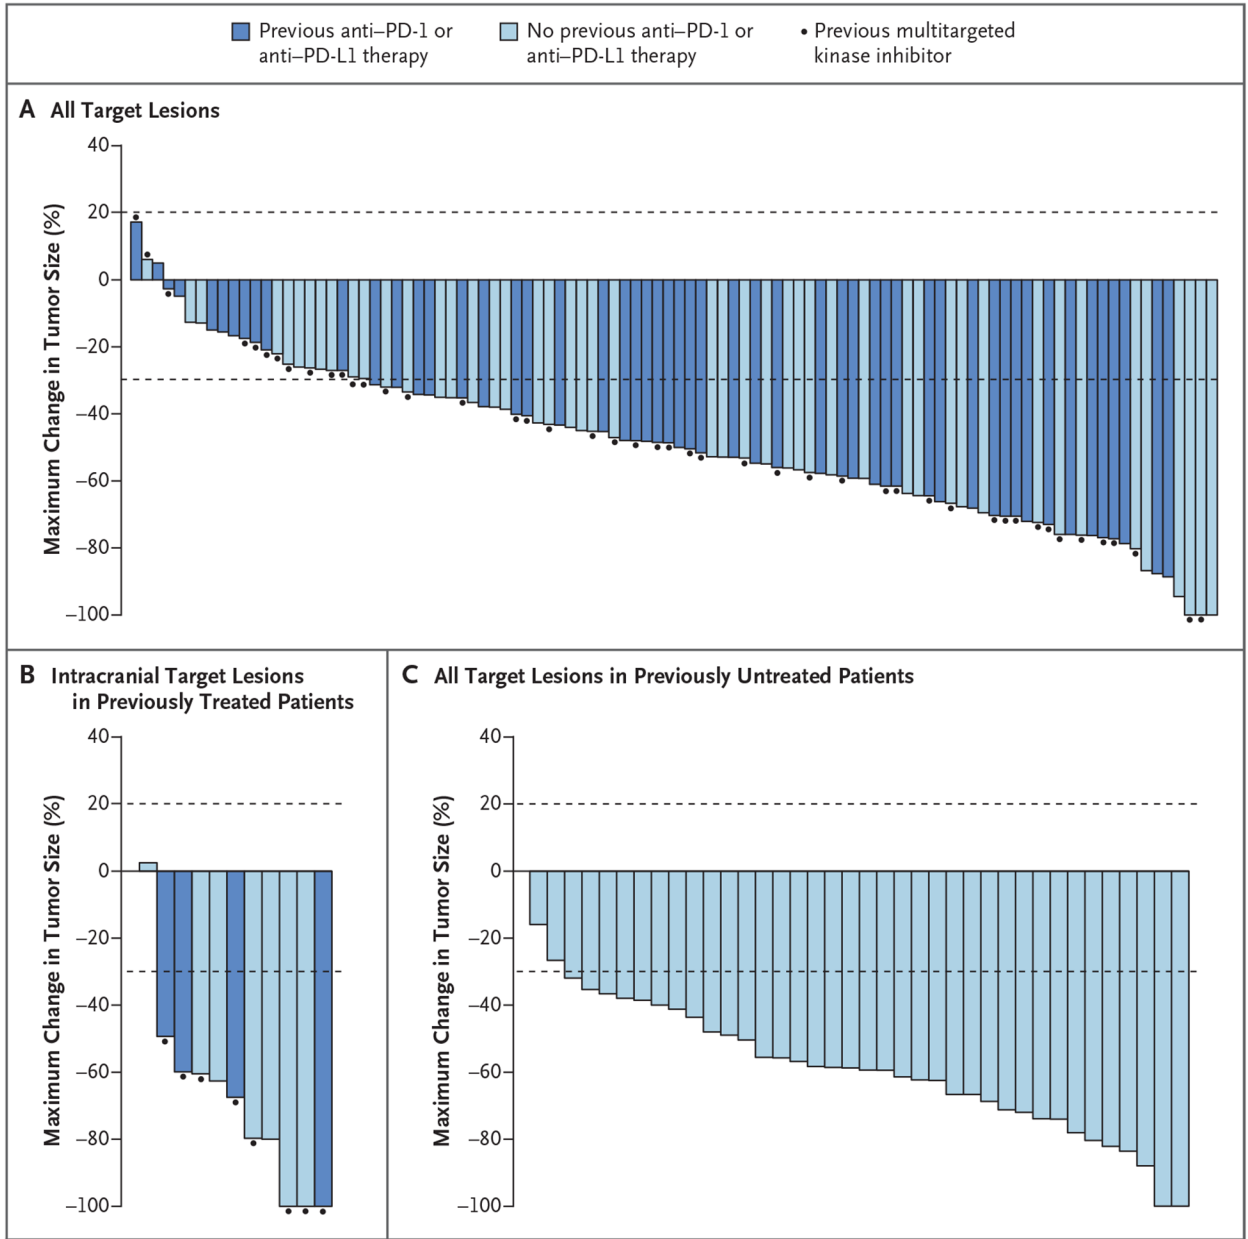 Previous anti–PD-1 or
anti–PD-L1 therapy
No previous anti–PD-1 or
anti–PD-L1 therapy
Previous multitargeted
kinase inhibitor
A All Target Lesions
Maximum Change in Tumor Size (%)
40
20
0
–20
–40
–60
–80
–100
B Intracranial Target Lesions
in Previously Treated Patients
Maximum Change in Tumor Size (%)
40
20
0
–20
–40
–60
–80
–100
C All Target Lesions in Previously Untreated Patients
Maximum Change in Tumor Size (%)
40
20
0
–20
–40
–60
–80
–100